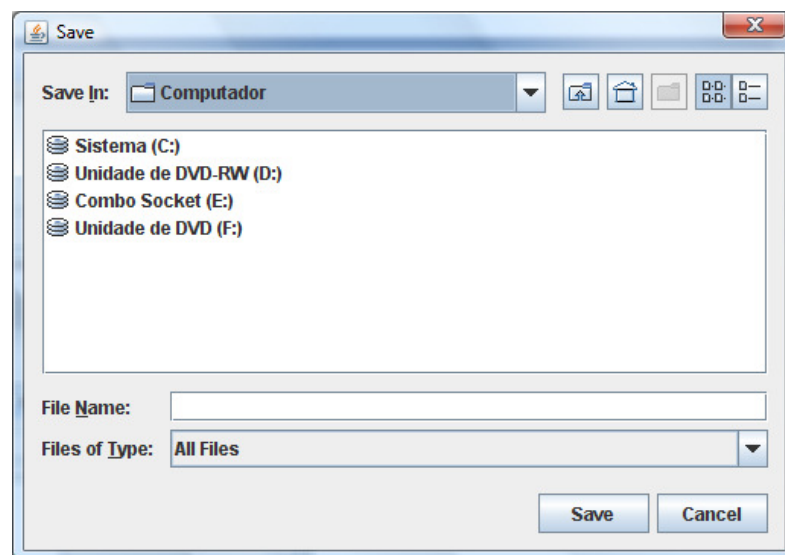 Save
Save In: Computador
Sistema (C:)
Unidade de DVD-RW (D:)
Combo Socket (E:)
Unidade de DVD (F:)
File Name:
Files of Type: All Files
Save Cancel